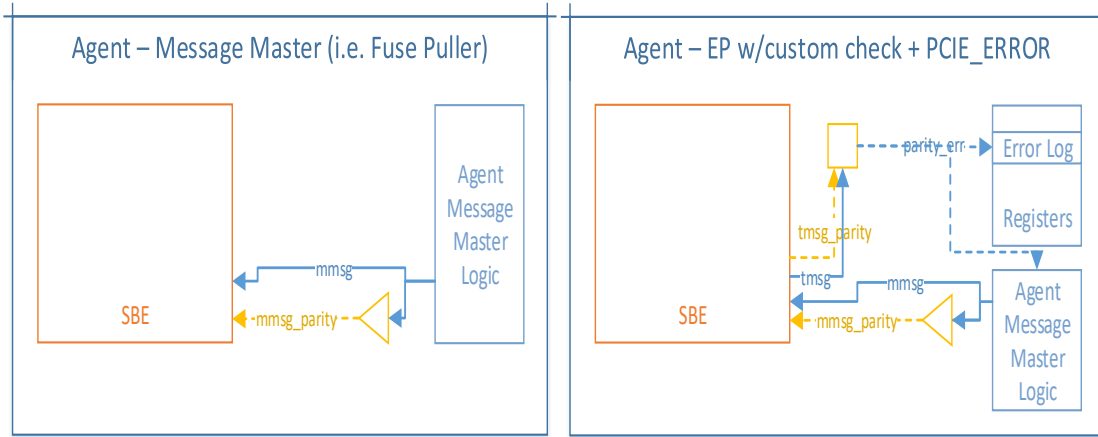 Agent – Message Master (i.e. Fuse Puller)
SBE
mmsg
mmsg_parity
Agent
Message
Master
Logic
Agent – EP w/custom check + PCIE_ERROR
SBE
tmsg_parity
tmsg
parity_err
Error Log
Registers
mmsg
mmsg_parity
Agent
Message
Master
Logic